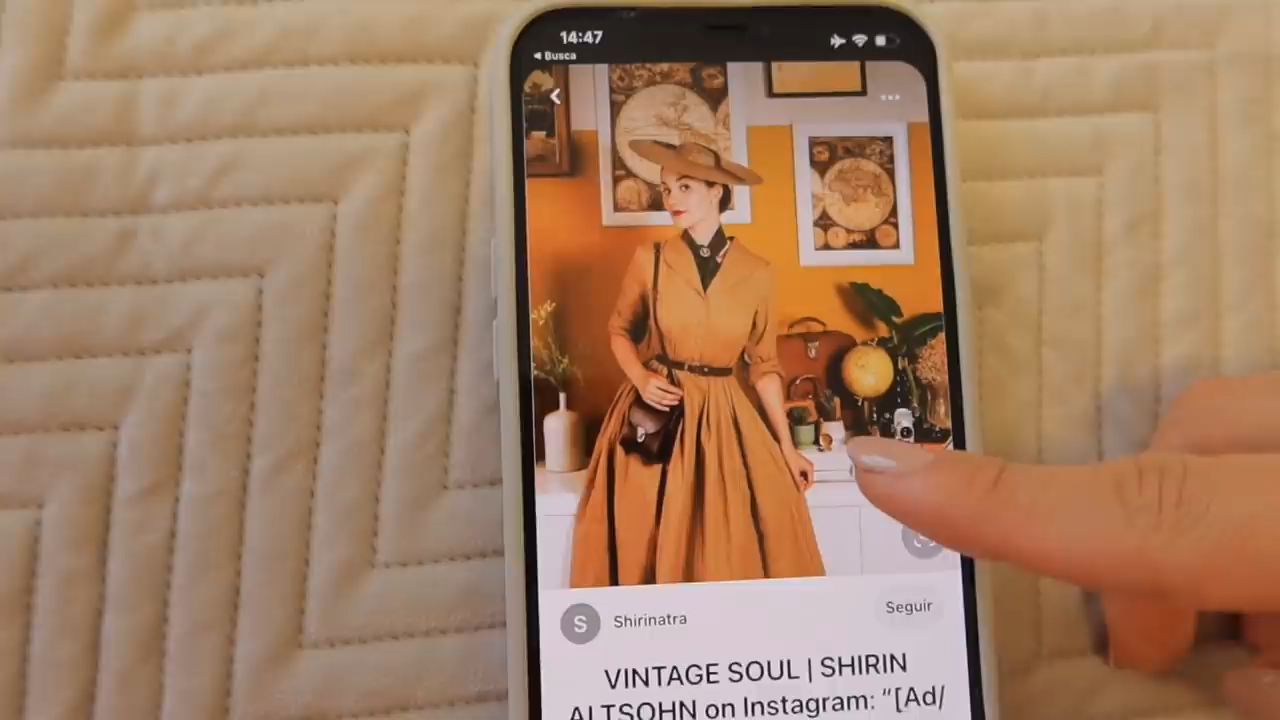 14:47
◀ Busca
S
Shirinatra
Seguir
VINTAGE SOUL | SHIRIN
ALTSOHN on Instagram: “[Ad/